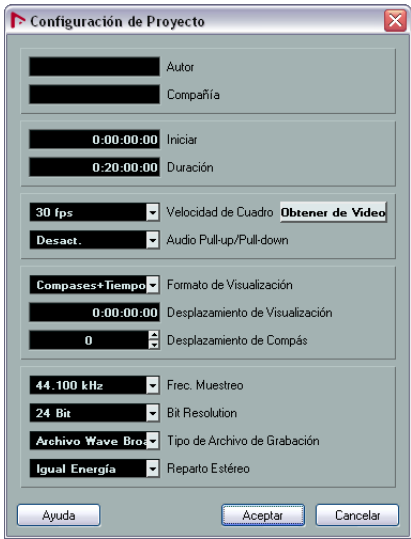 Configuración de Proyecto
Autor
Compañía
0:00:00:00 Iniciar
0:20:00:00 Duración
30 fps Velocidad de Cuadro Obtener de Video
Desact. Audio Pull-up/Pull-down
Compases+Tiempo Formato de Visualización
0:00:00:00 Desplazamiento de Visualización
0 Desplazamiento de Compás
44.100 kHz Frec. Muestreo
24 Bit Bit Resolution
Archivo Wave Broa Tipo de Archivo de Grabación
Igual Energía Reparto Estéreo
Ayuda Aceptar Cancelar